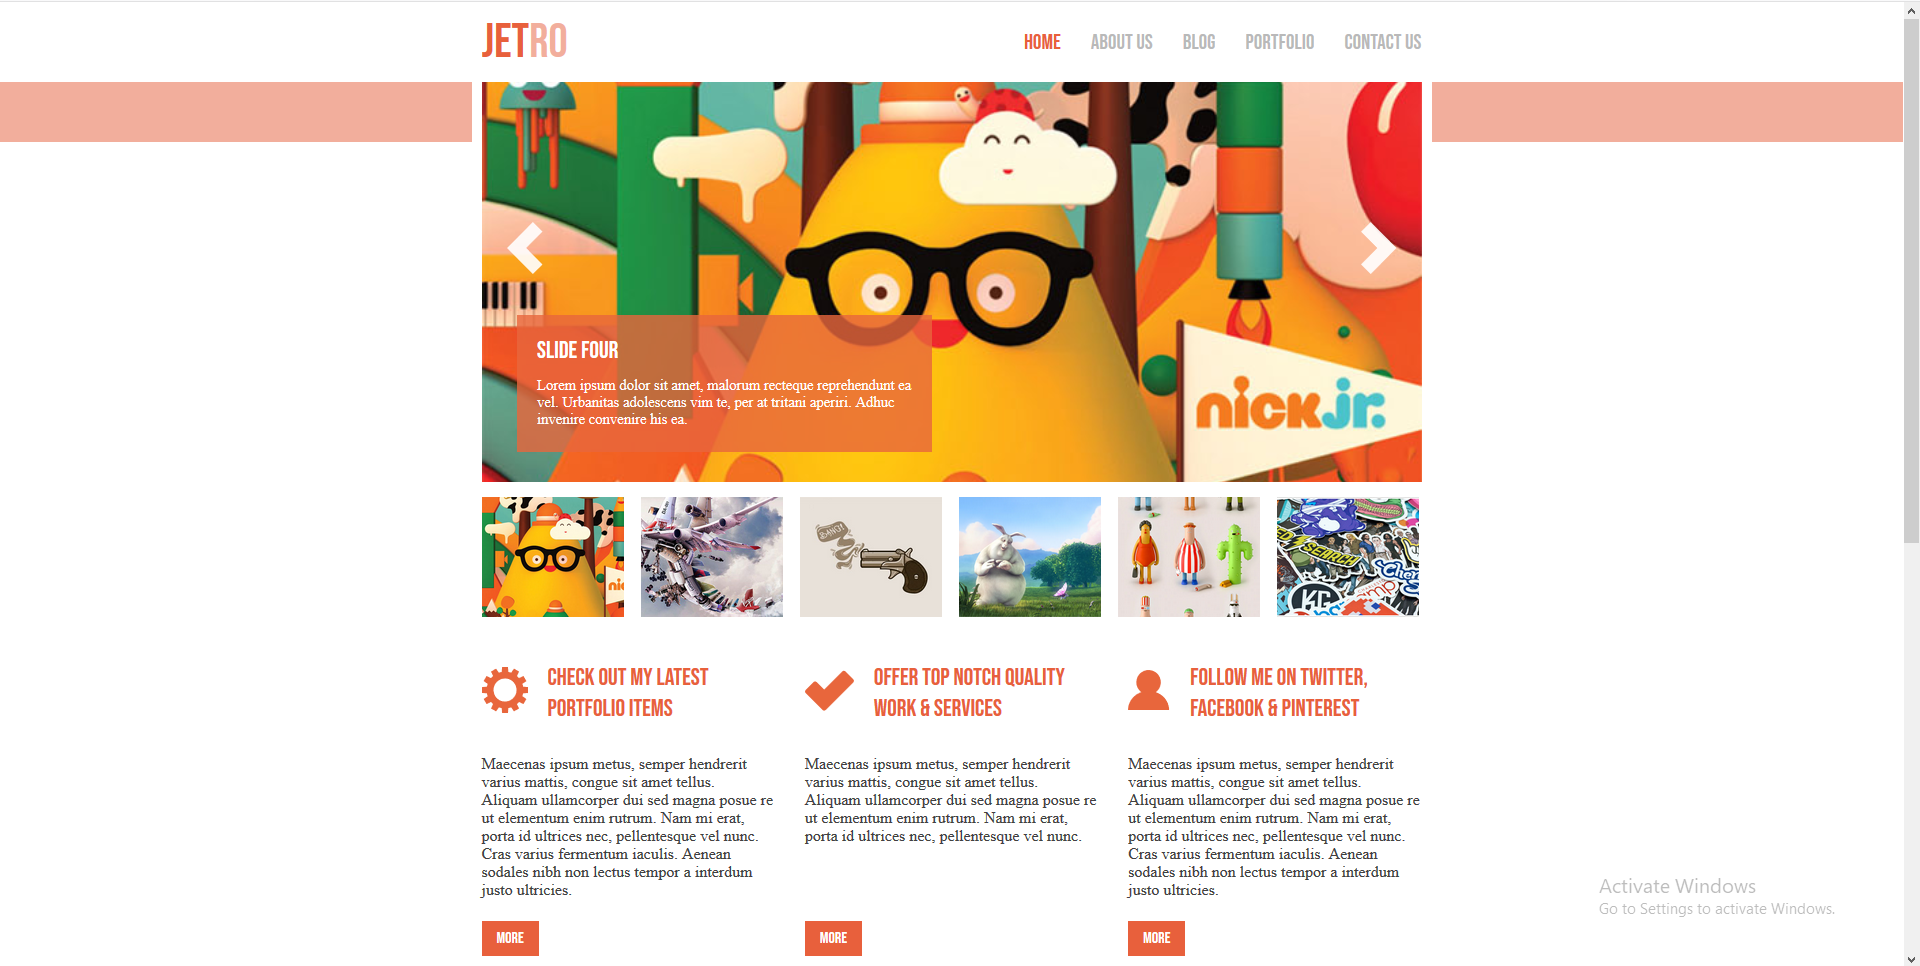 JETRO
HOME ABOUT US BLOG PORTFOLIO CONTACT US
SLIDE FOUR
Lorem ipsum dolor sit amet, malorum recteque reprehendunt ea
vel. Urbanitas adolescens vim te, per at tritani aperiri. Adhuc
invenire convenire his ea.
nickjr.
BANG!
SEARCH
KG
CHECK OUT MY LATEST
PORTFOLIO ITEMS
Maecenas ipsum metus, semper hendrerit
varius mattis, congue sit amet tellus.
Aliquam ullamcorper dui sed magna posue re
ut elementum enim rutrum. Nam mi erat,
porta id ultrices nec, pellentesque vel nunc.
Cras varius fermentum iaculis. Aenean
sodales nibh non lectus tempor a interdum
justo ultricies.
MORE
OFFER TOP NOTCH QUALITY
WORK & SERVICES
Maecenas ipsum metus, semper hendrerit
varius mattis, congue sit amet tellus.
Aliquam ullamcorper dui sed magna posue re
ut elementum enim rutrum. Nam mi erat,
porta id ultrices nec, pellentesque vel nunc.
MORE
FOLLOW ME ON TWITTER,
FACEBOOK & PINTEREST
Maecenas ipsum metus, semper hendrerit
varius mattis, congue sit amet tellus.
Aliquam ullamcorper dui sed magna posue re
ut elementum enim rutrum. Nam mi erat,
porta id ultrices nec, pellentesque vel nunc.
Cras varius fermentum iaculis. Aenean
sodales nibh non lectus tempor a interdum
justo ultricies.
MORE
Activate Windows
Go to Settings to activate Windows.